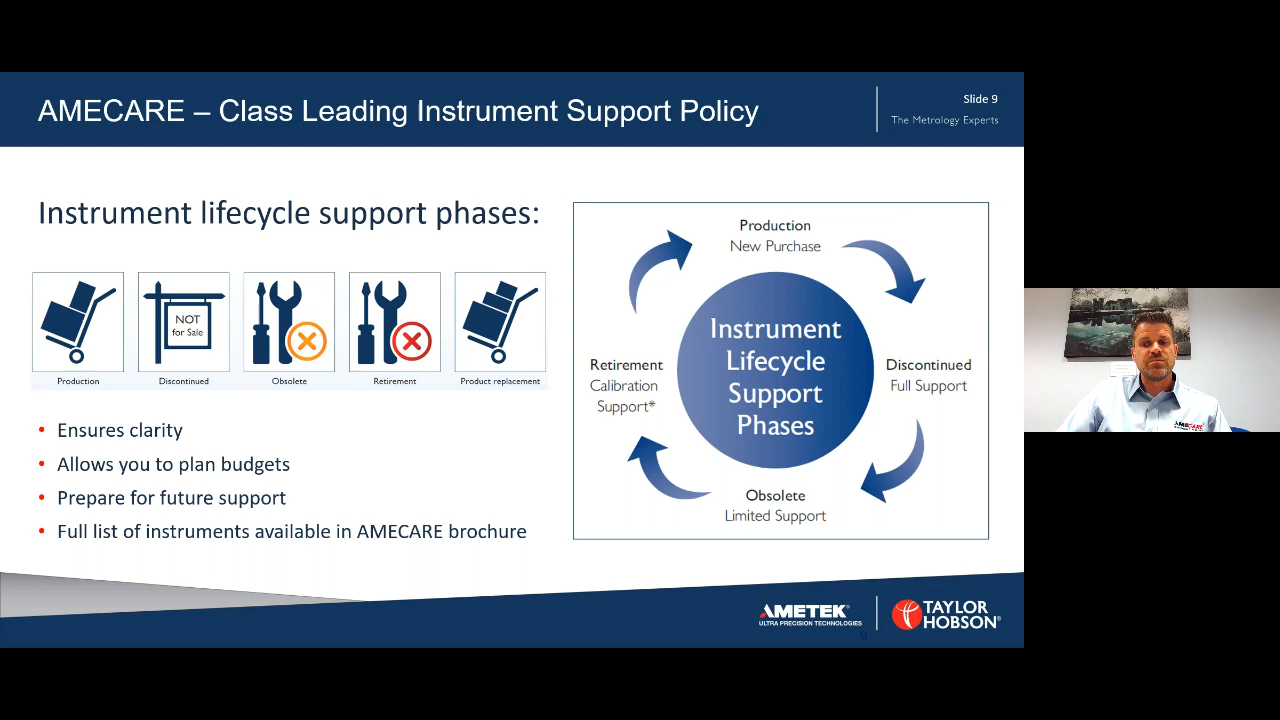 AMECARE – Class Leading Instrument Support Policy
Slide 9
The Metrology Experts
Instrument lifecycle support phases:
NOT
for Sale
Production
Discontinued
Obsolete
Retirement
Product replacement
• Ensures clarity
• Allows you to plan budgets
• Prepare for future support
• Full list of instruments available in AMECARE brochure
Production
New Purchase
Instrument
Lifecycle
Support
Phases
Discontinued
Full Support
Obsolete
Limited Support
Retirement
Calibration
Support*
AMETEK®
ULTRA PRECISION TECHNOLOGIES
TAYLOR
HOBSON®
9
AMECARE